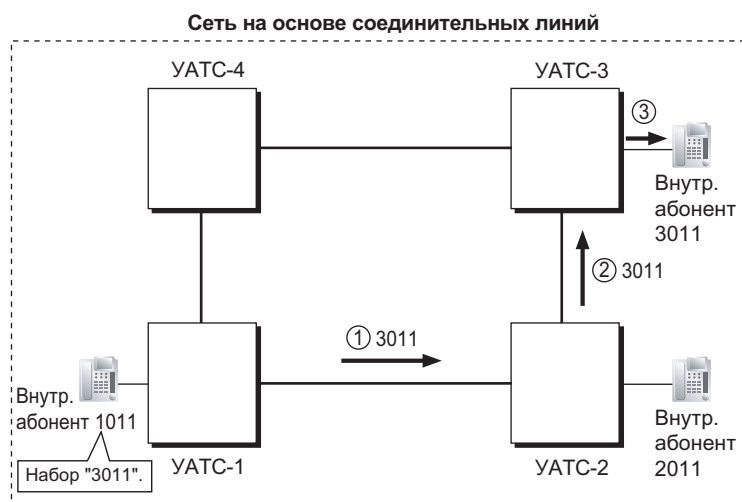 Сеть на основе соединительных линий
УАТС-4
УАТС-3
③
Внутр.
абонент
3011
② 3011
① 3011
Внутр.
абонент 1011
Набор "3011".
УАТС-1
УАТС-2
Внутр.
абонент
2011